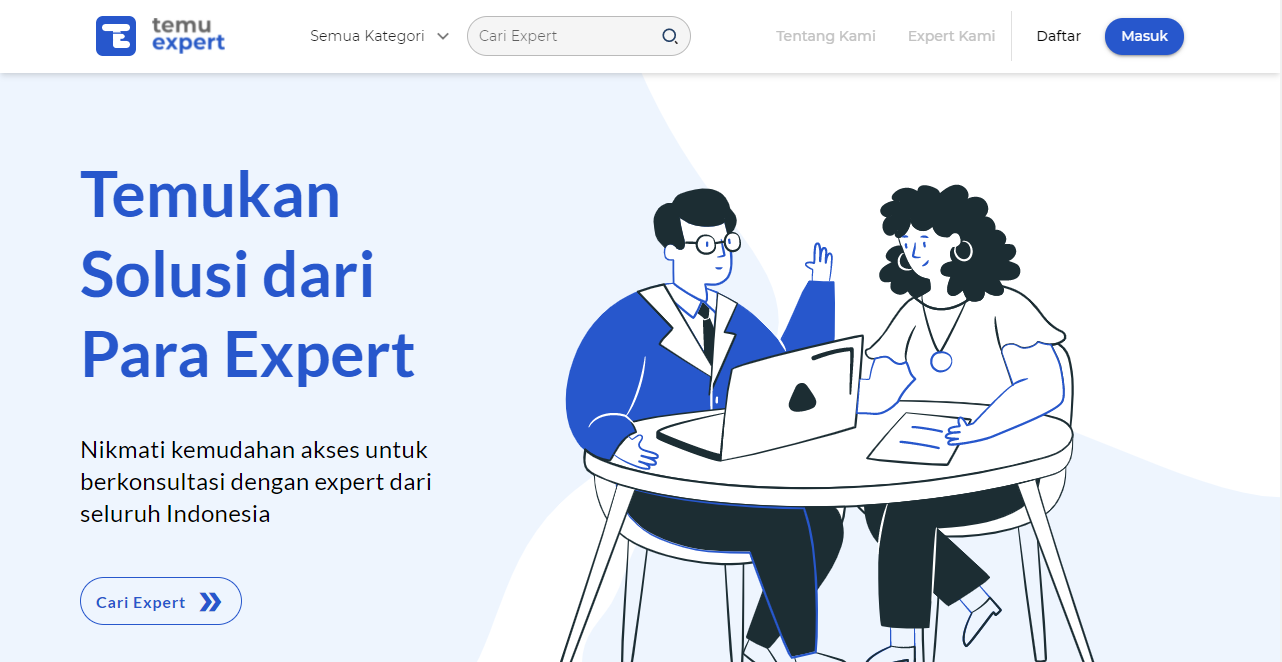 temu
expert
Semua Kategori
Cari Expert
Tentang Kami
Expert Kami
Daftar
Masuk
Temukan
Solusi dari
Para Expert
Nikmati kemudahan akses untuk
berkonsultasi dengan expert dari
seluruh Indonesia
Cari Expert